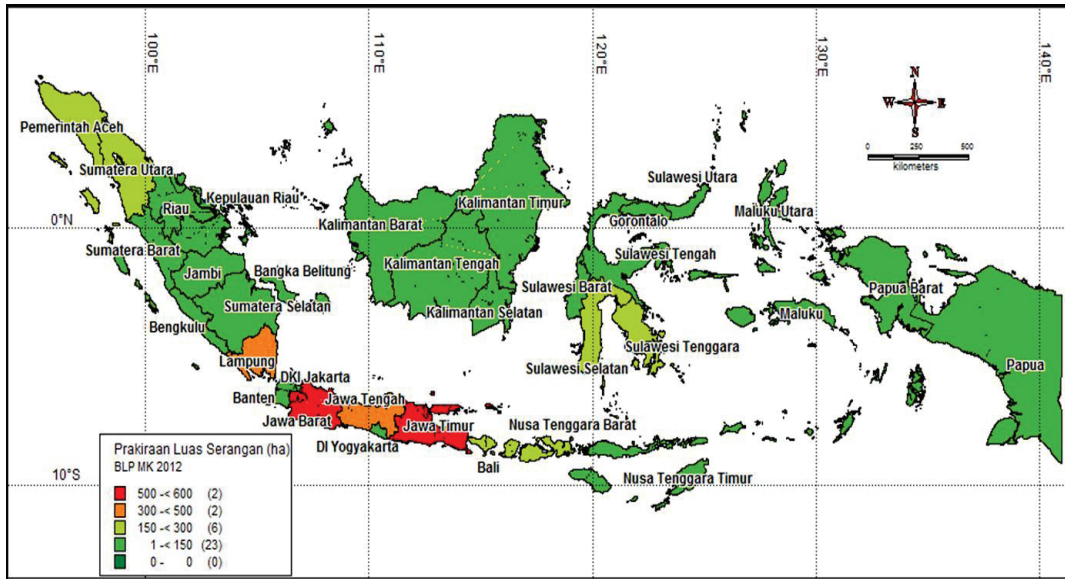 100°E
110°E
120°E
130°E
140°E
N
W E
S
0 250 500
kilometers
Pemerintah Aceh
Sumatera Utara
Kepulauan Riau
Riau
0°N
Sumatera Barat
Jambi
Bangka Belitung
Sumatera Selatan
Bengkulu
Lampung
Kalimantan Timur
Kalimantan Barat
Kalimantan Tengah
Kalimantan Selatan
Sulawesi Utara
Gorontalo
Sulawesi Tengah
Sulawesi Barat
Sulawesi Tenggara
Sulawesi Selatan
Maluku Utara
Maluku
Papua Barat
Papua
DKI Jakarta
Banten
Jawa Tengah
Jawa Barat
Jawa Timur
DI Yogyakarta
Nusa Tenggara Barat
Bali
Nusa Tenggara Timur
10°S
Prakiraan Luas Serangan (ha)
BLP MK 2012
500 -< 600 (2)
300 -< 500 (2)
150 -< 300 (6)
1 -< 150 (23)
0 - 0 (0)